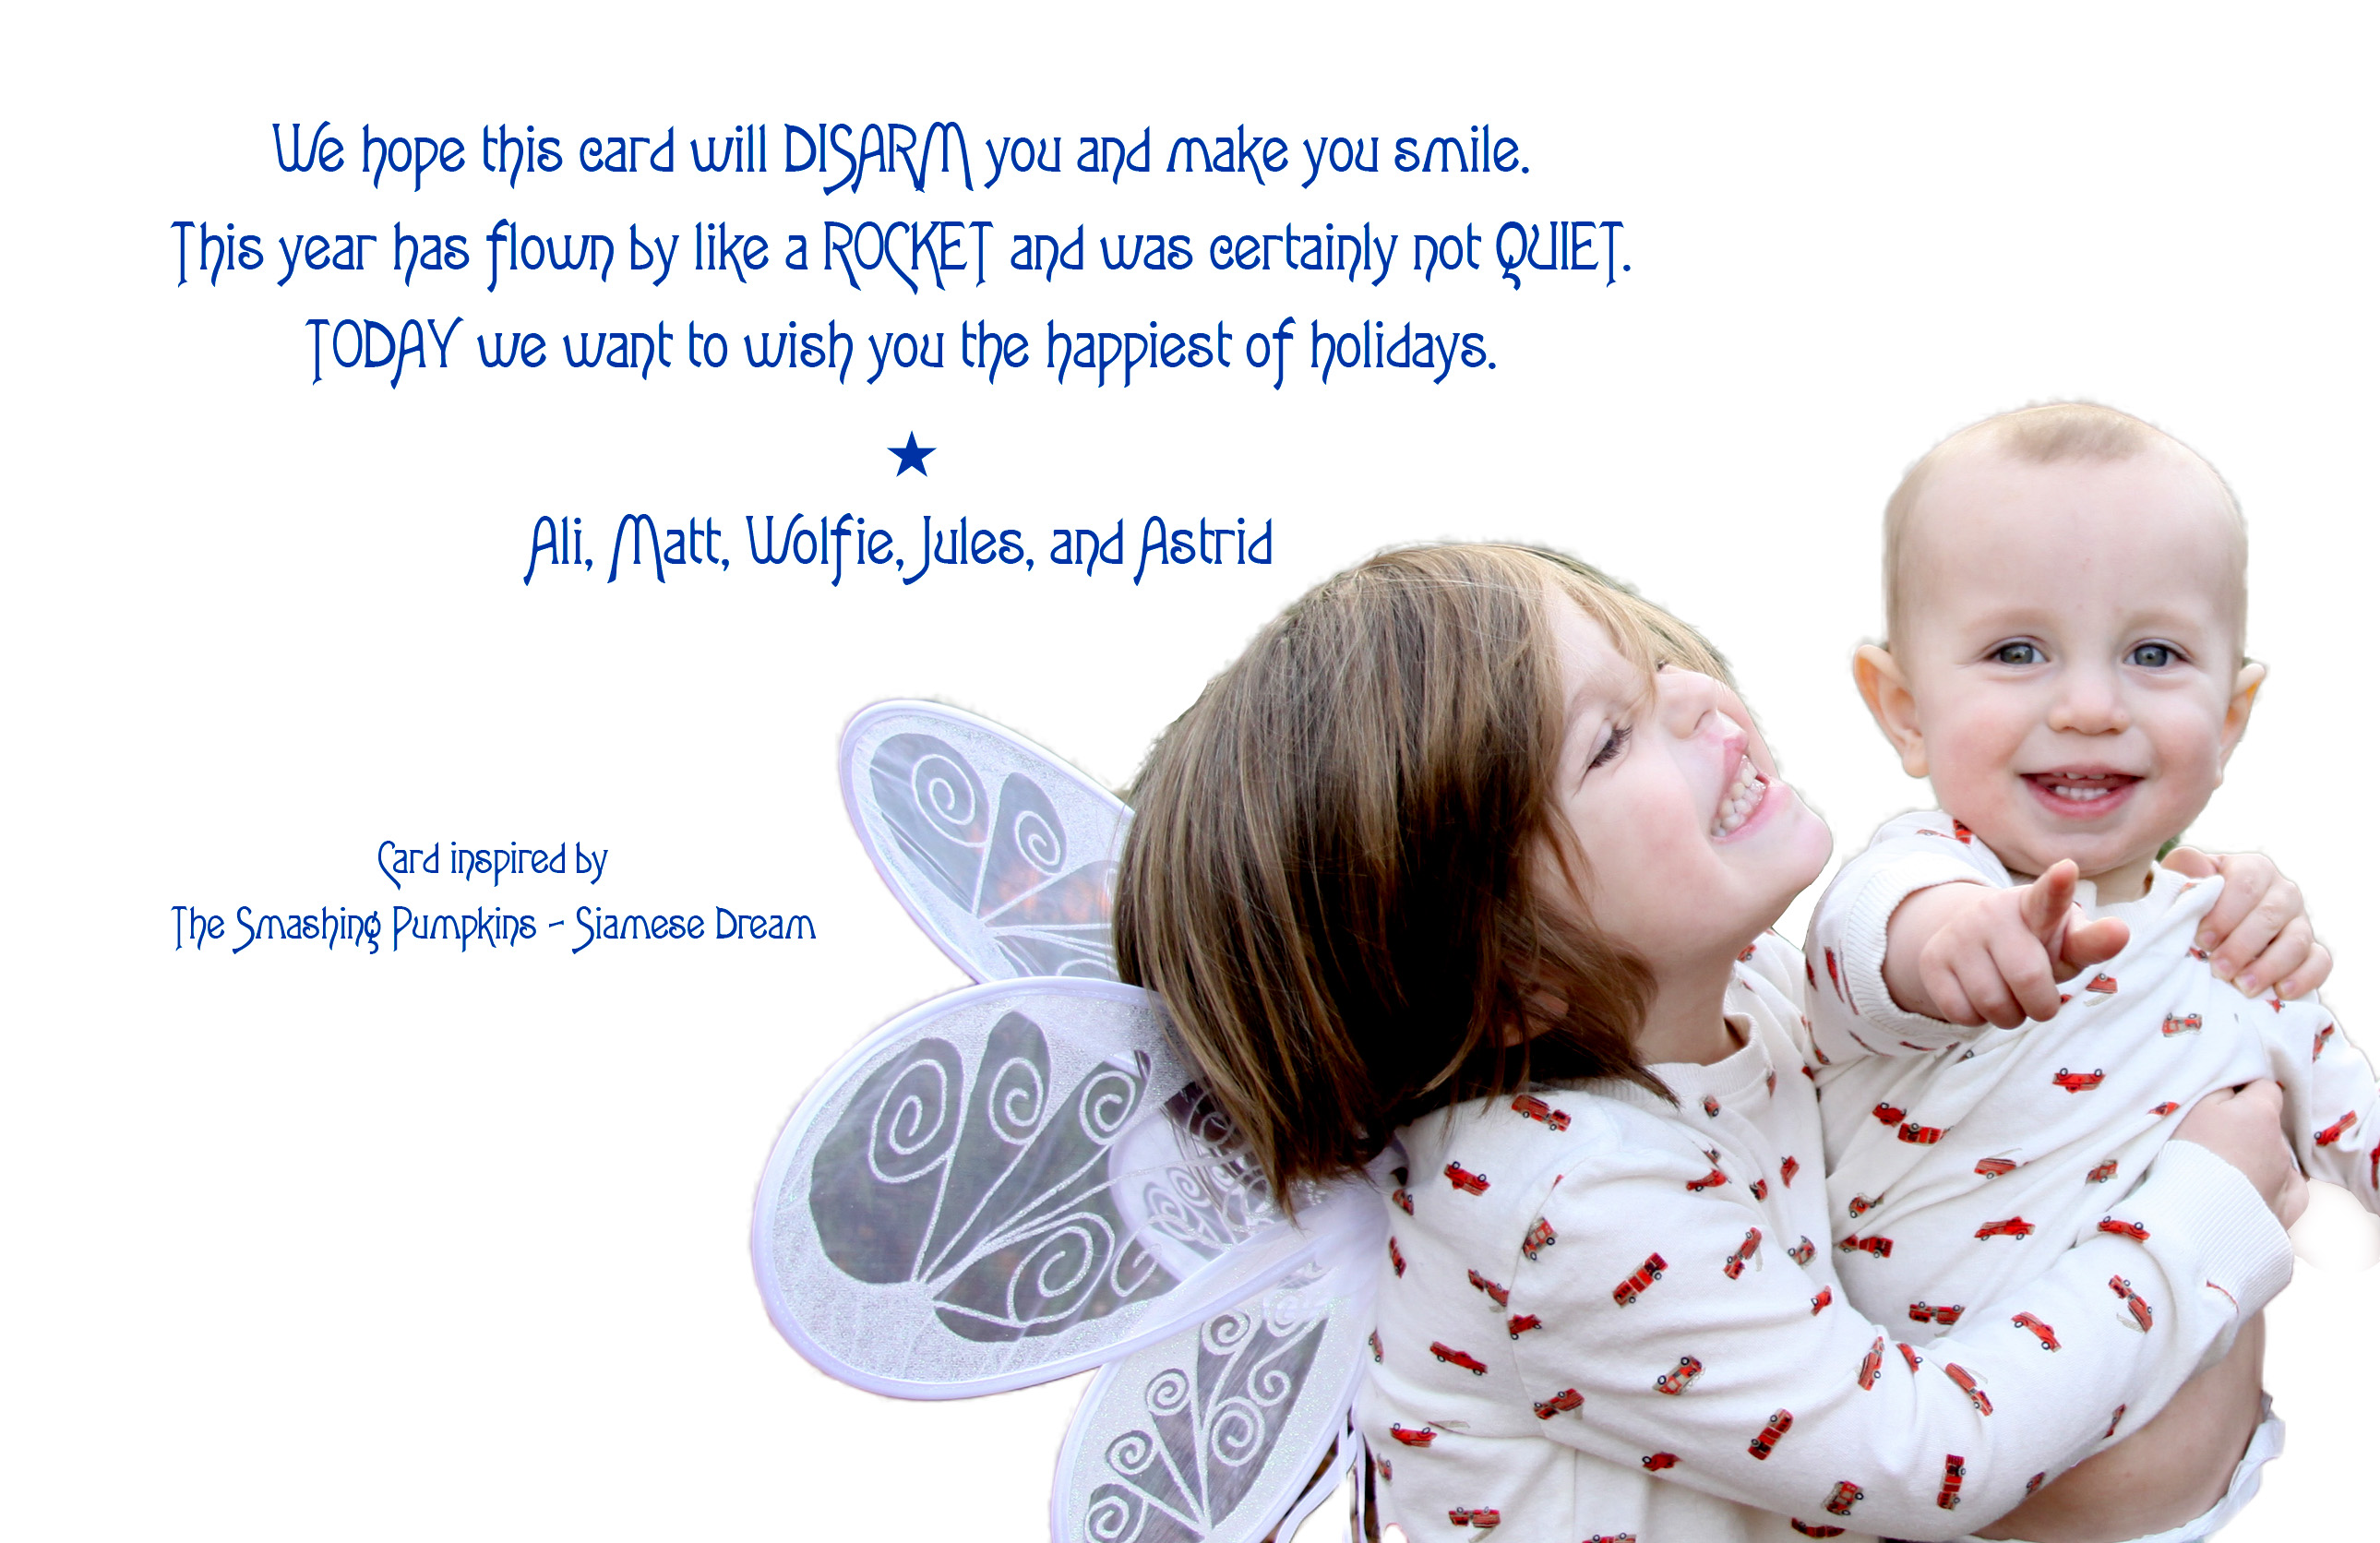 We hope this card will DISARM you and make you smile.
This year has flown by like a ROCKET and was certainly not QUIET.
TODAY we want to wish you the happiest of holidays.
★
Ali, Matt, Wolfie, Jules, and Astrid
Card inspired by
The Smashing Pumpkins - Siamese Dream